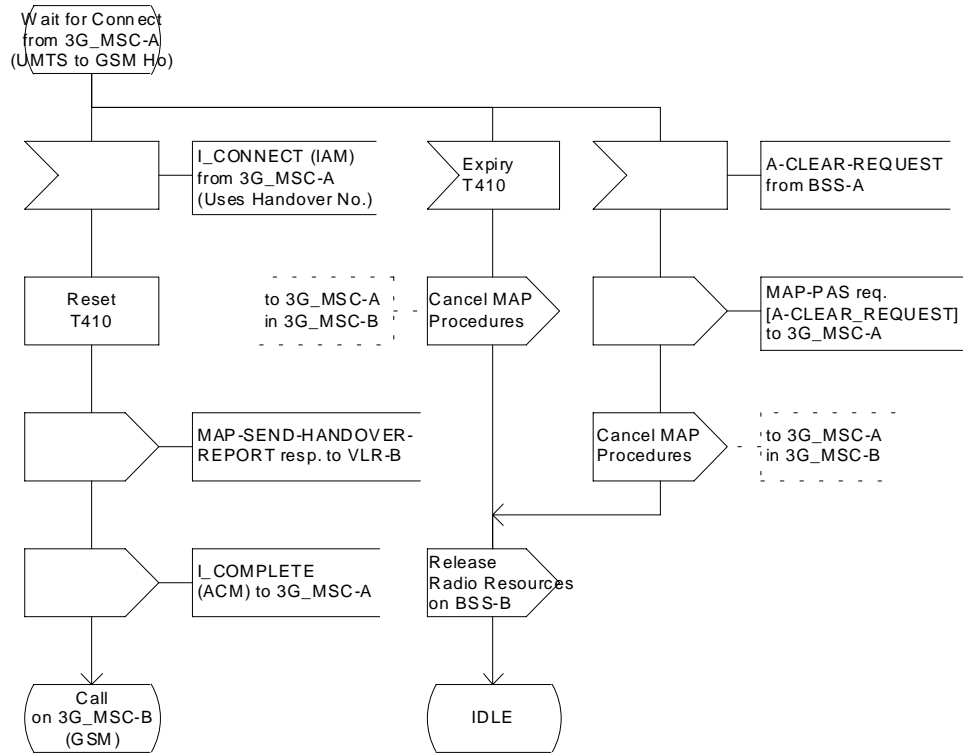 Wait for Connect
from 3G_MSC-A
(UMTS to GSM Ho)
I_CONNECT (IAM)
from 3G_MSC-A
(Uses Handover No.)
Expiry
T410
A-CLEAR-REQUEST
from BSS-A
Reset
T410
to 3G_MSC-A
in 3G_MSC-B
Cancel MAP
Procedures
MAP-PAS req.
[A-CLEAR_REQUEST]
to 3G_MSC-A
MAP-SEND-HANDOVER-
REPORT resp. to VLR-B
Cancel MAP
Procedures
to 3G_MSC-A
in 3G_MSC-B
I_COMPLETE
(ACM) to 3G_MSC-A
Release
Radio Resources
on BSS-B
Call
on 3G_MSC-B
(GSM)
IDLE